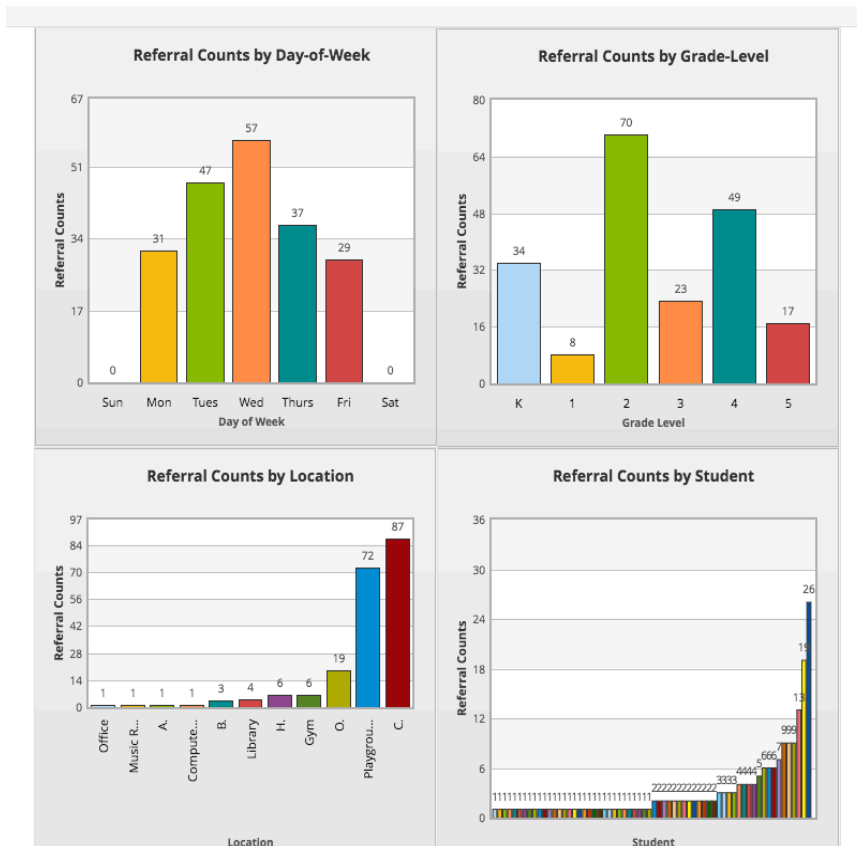 Referral Counts by Day-of-Week
67
51
34
17
0
Referral Counts
0
31
47
57
37
29
0
Sun Mon Tues Wed Thurs Fri Sat
Day of Week
Referral Counts by Grade-Level
80
64
48
32
16
0
Referral Counts
34
8
70
23
49
17
K 1 2 3 4 5
Grade Level
Referral Counts by Location
97
84
70
56
42
28
14
0
Referral Counts
1
1
1
1
3
4
6
6
19
72
87
Office
Music R...
A.
Compute...
B.
Library
H.
Gym
O.
Playgrou...
C.
Location
Referral Counts by Student
36
30
24
18
12
6
0
Referral Counts
3333
4444
5
666
7
999
13
19
26
Student